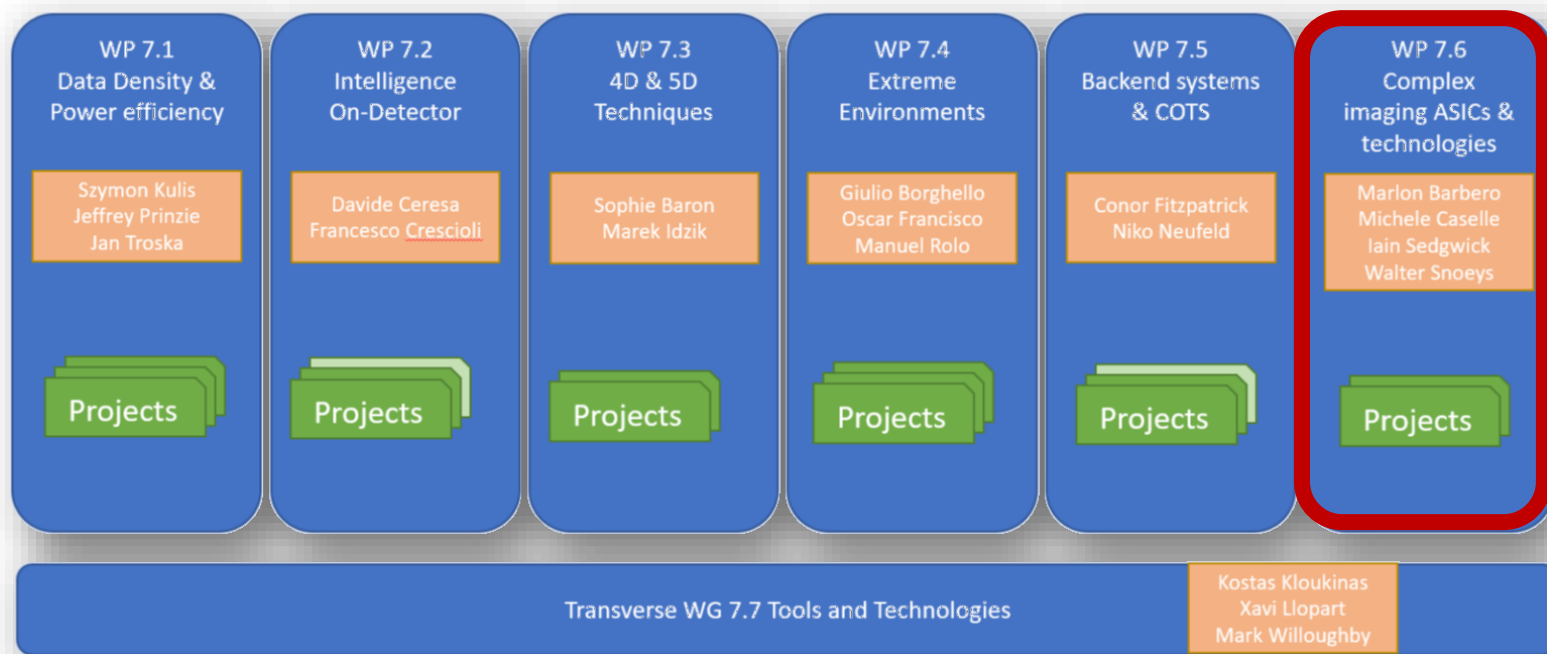 WP 7.1
Data Density &
Power efficiency
Szymon Kulis
Jeffrey Prinzie
Jan Troska
Projects
WP 7.2
Intelligence
On-Detector
Davide Ceresa
Francesco Crescioli
Projects
WP 7.3
4D & 5D
Techniques
Sophie Baron
Marek Idzik
Projects
WP 7.4
Extreme
Environments
Giulio Borghello
Oscar Francisco
Manuel Rolo
Projects
WP 7.5
Backend systems
& COTS
Conor Fitzpatrick
Niko Neufeld
Projects
WP 7.6
Complex
imaging ASICs &
technologies
Marlon Barbero
Michele Caselle
Iain Sedgwick
Walter Snoeys
Projects
Transverse WG 7.7 Tools and Technologies
Kostas Kloukinas
Xavi Llopart
Mark Willoughby